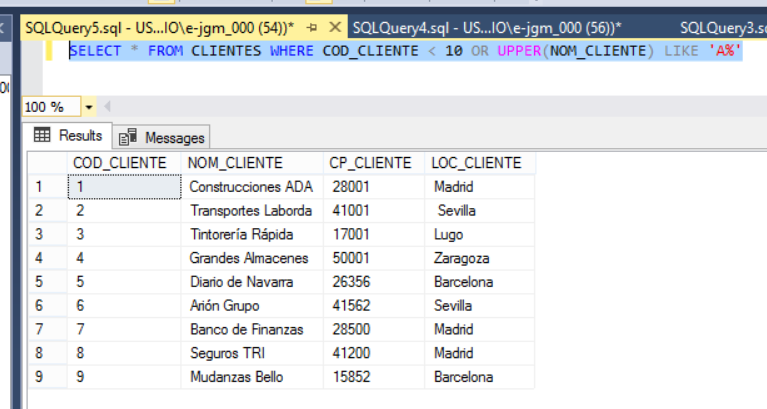 SQLQuery5.sql - US...IO\e-jgm_000 (54))* SQLQuery4.sql - US...IO\e-jgm_000 (56))* SQLQuery3.s
SELECT * FROM CLIENTES WHERE COD_CLIENTE < 10 OR UPPER(NOM_CLIENTE) LIKE 'A%'
100 %
Results Messages
COD_CLIENTE NOM_CLIENTE CP_CLIENTE LOC_CLIENTE
1 1 Construcciones ADA 28001 Madrid
2 2 Transportes Laborda 41001 Sevilla
3 3 Tintorería Rápida 17001 Lugo
4 4 Grandes Almacenes 50001 Zaragoza
5 5 Diario de Navarra 26356 Barcelona
6 6 Arión Grupo 41562 Sevilla
7 7 Banco de Finanzas 28500 Madrid
8 8 Seguros TRI 41200 Madrid
9 9 Mudanzas Bello 15852 Barcelona